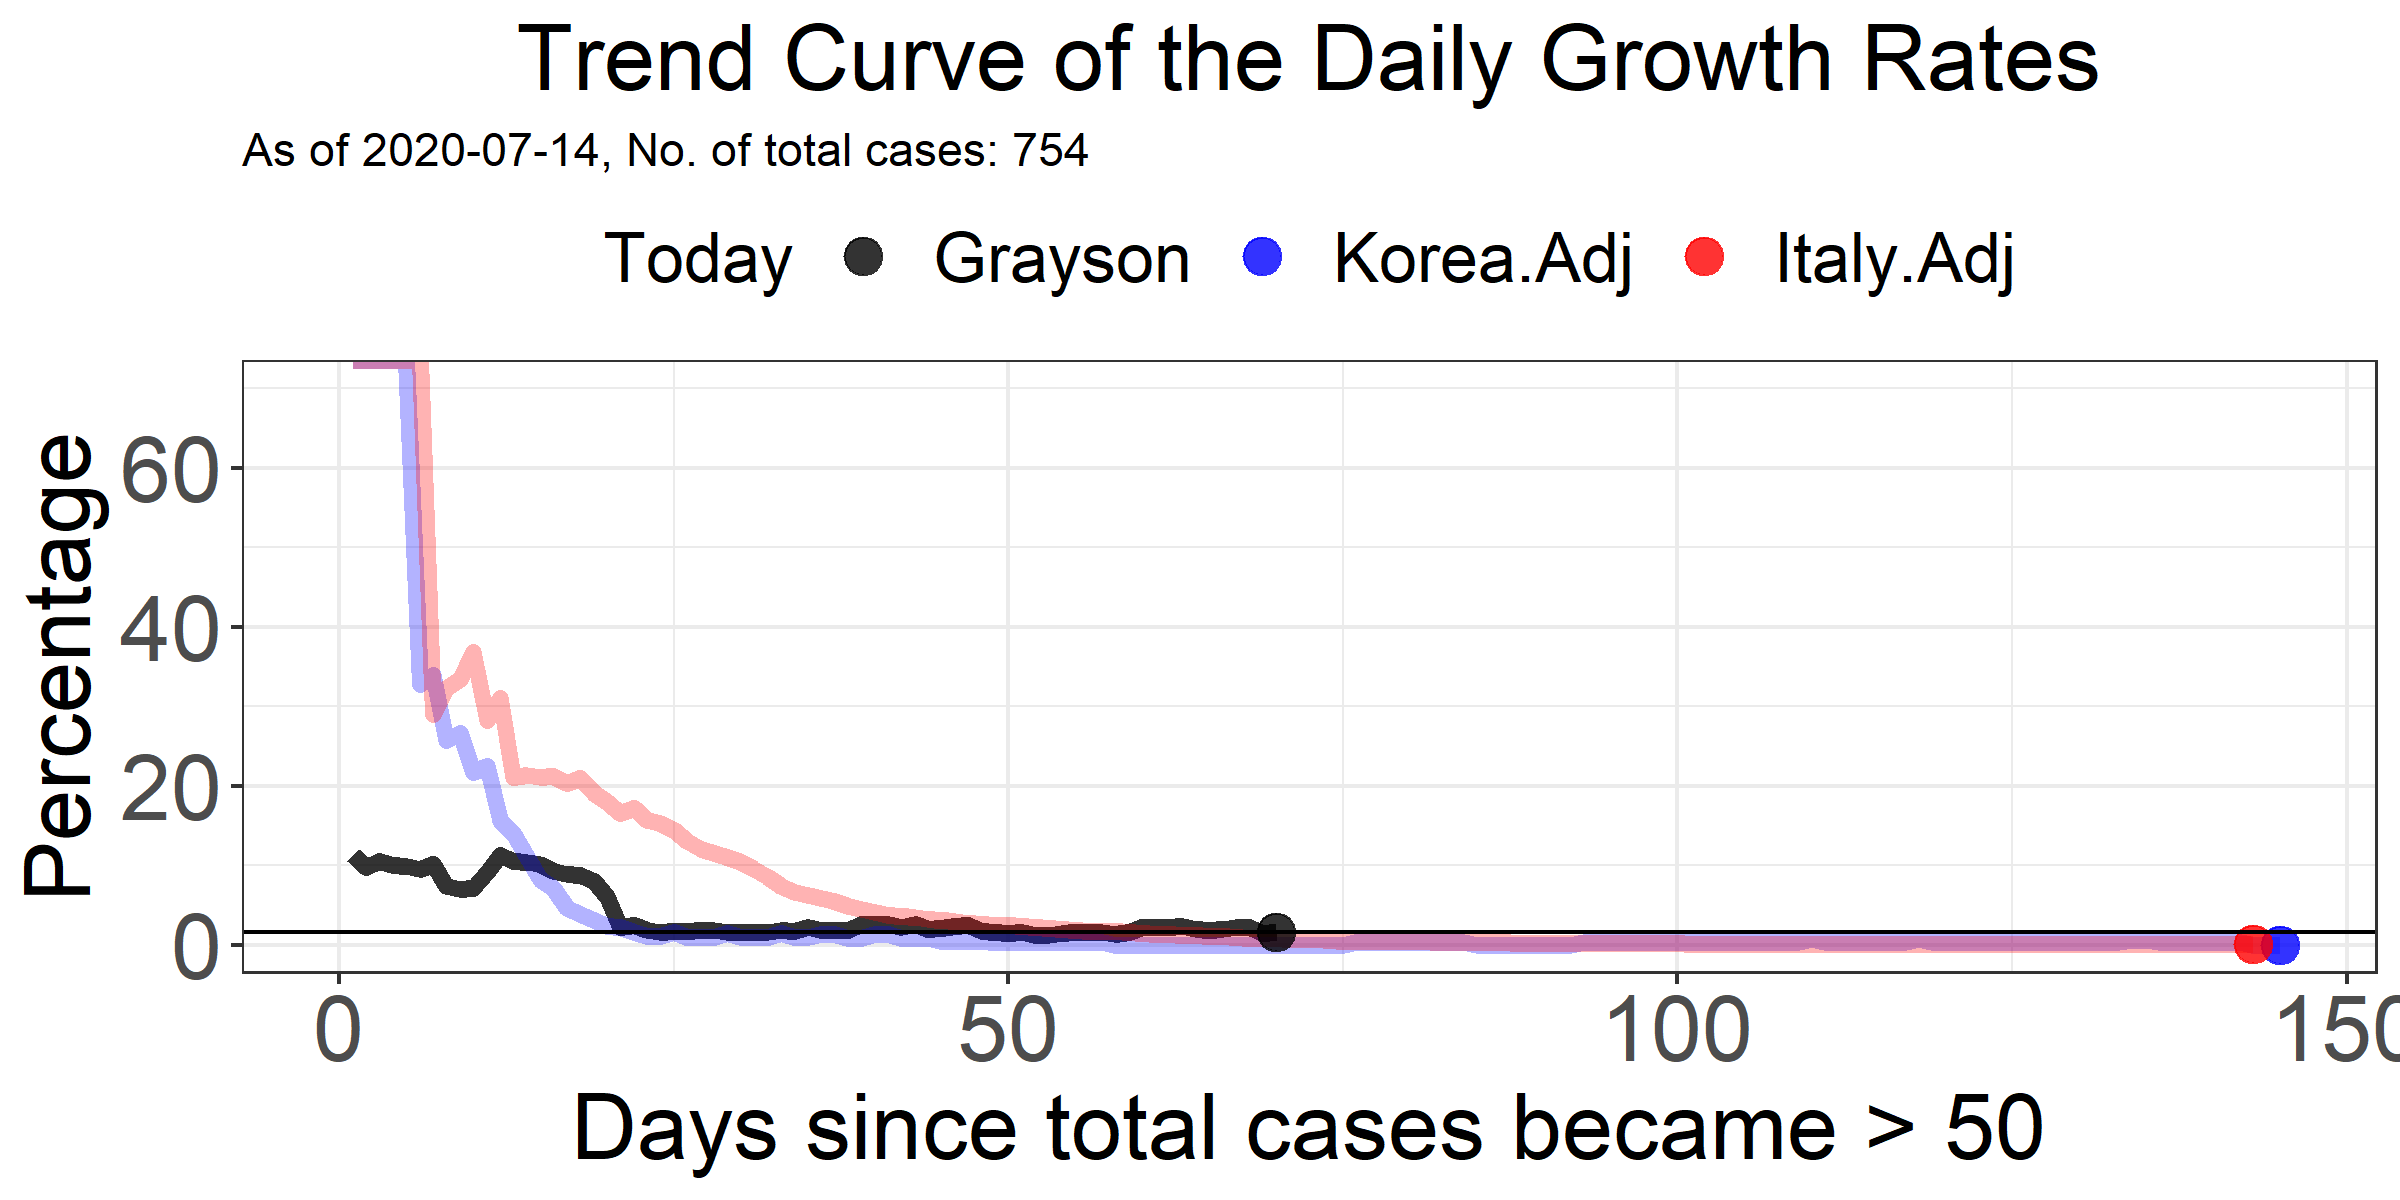 Trend Curve of the Daily Growth Rates
As of 2020-07-14, No. of total cases: 754
Today Grayson Korea.Adj Italy.Adj
Percentage
60
40
20
0
0 50 100 150
Days since total cases became > 50